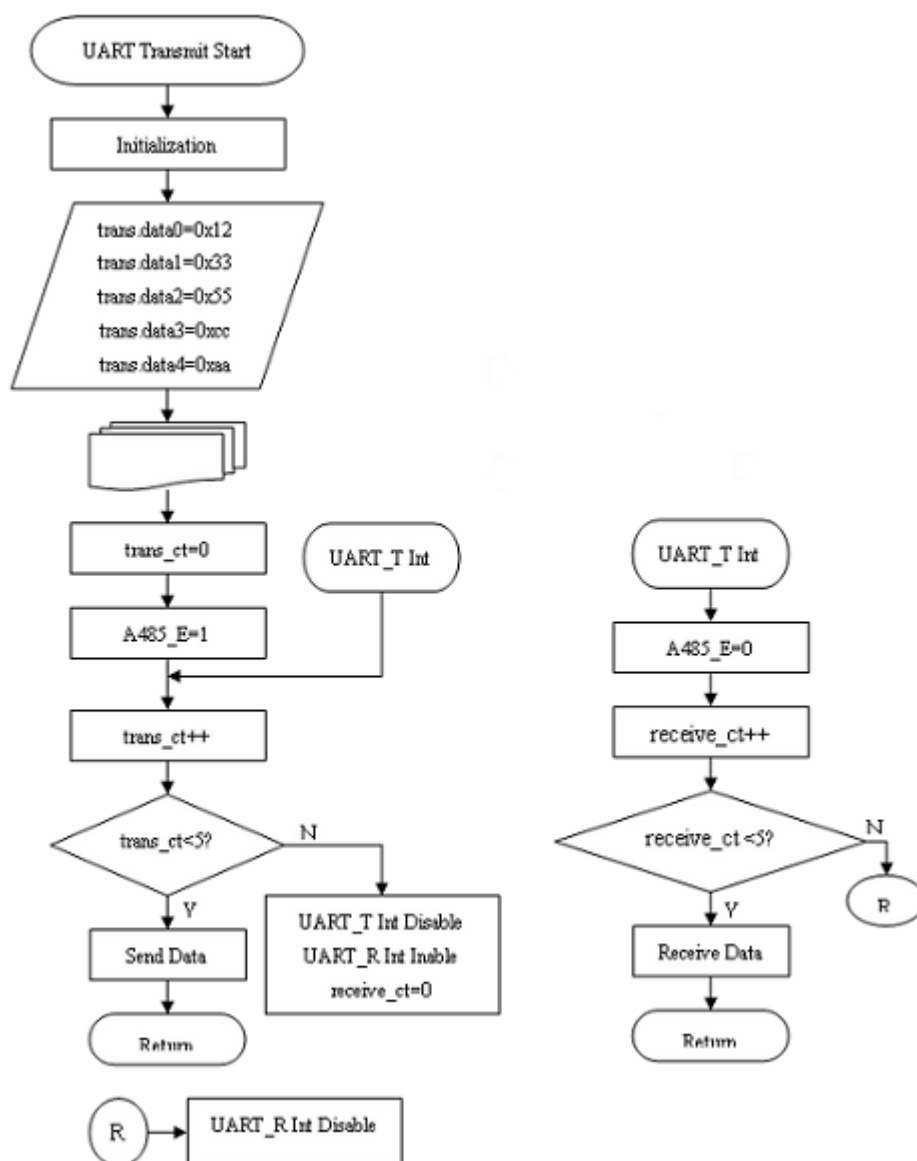 UART Transmit Start
Initialization
trans.data0=0x12
trans.data1=0x33
trans.data2=0x55
trans.data3=0xcc
trans.data4=0xaa
trans_ct=0
A485_E=1
UART_T Int
trans_ct++
trans_ct<5?
N
Y
Send Data
Return
UART_T Int Disable
UART_R Int Inable
receive_ct=0
UART_T Int
A485_E=0
receive_ct++
receive_ct <5?
N
R
Y
Receive Data
Return
R
UART_R Int Disable